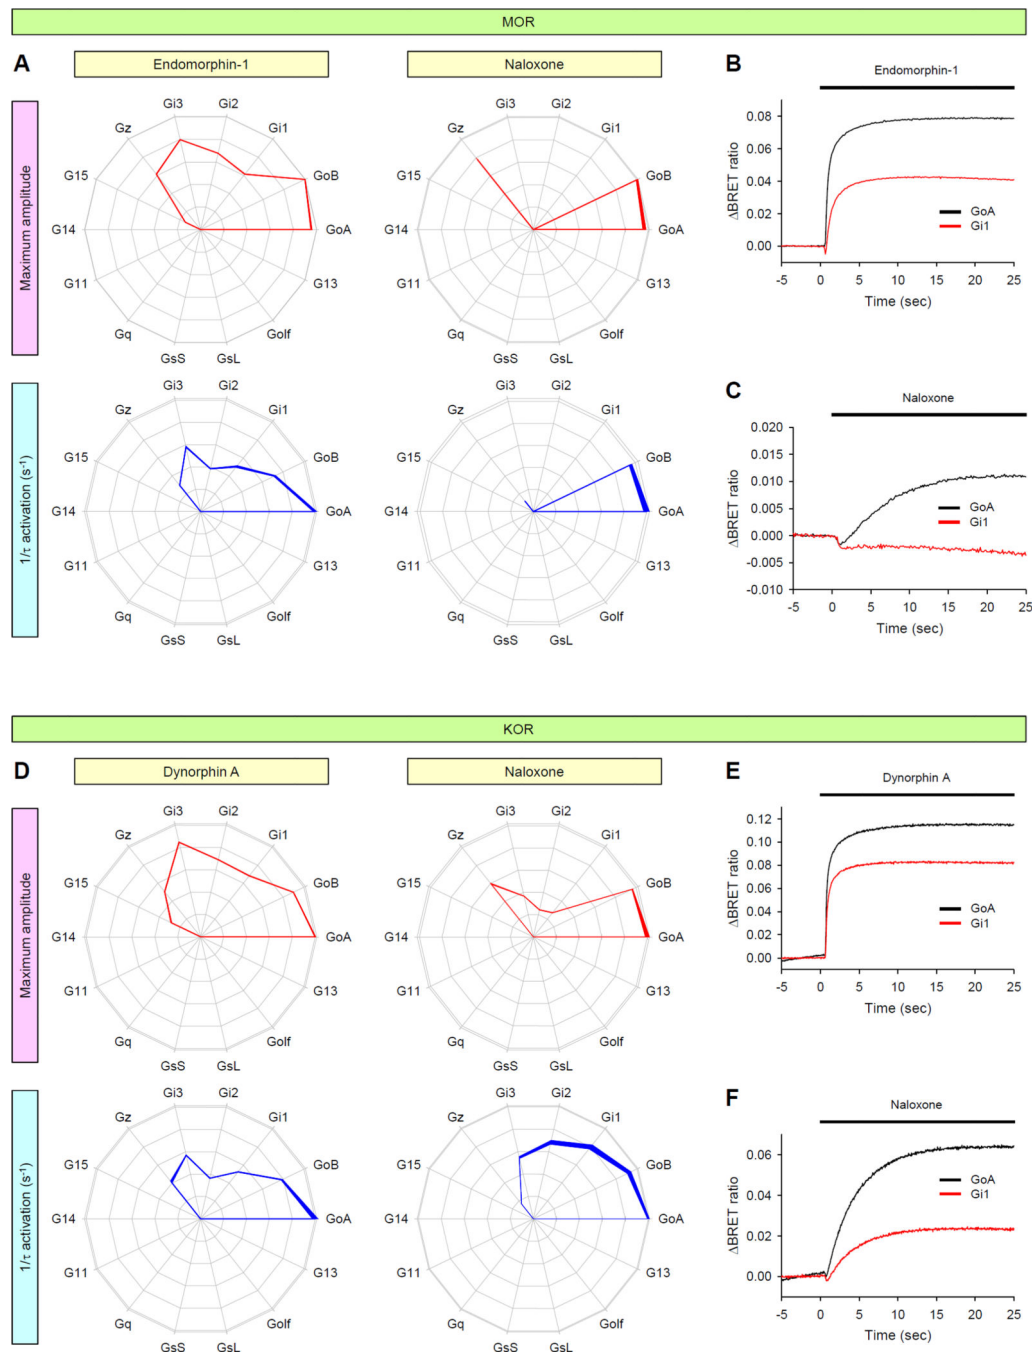 MOR
A
Endomorphin-1
Naloxone
B
Endomorphin-1
Maximum amplitude
Gi3
Gi2
Gz
Gi1
G15
GoB
G14
GoA
G11
G13
Gq
Golf
GsS
GsL
Gi3
Gi2
Gz
Gi1
G15
GoB
G14
GoA
G11
G13
Gq
Golf
GsS
GsL
ΔBRET ratio
0.08
0.06
0.04
0.02
0.00
GoA
Gi1
-5 0 5 10 15 20 25
Time (sec)
1/τ activation (s⁻¹)
Gi3
Gi2
Gz
Gi1
G15
GoB
G14
GoA
G11
G13
Gq
Golf
GsS
GsL
Gi3
Gi2
Gz
Gi1
G15
GoB
G14
GoA
G11
G13
Gq
Golf
GsS
GsL
C
Naloxone
ΔBRET ratio
0.020
0.015
0.010
0.005
0.000
-0.005
-0.010
GoA
Gi1
-5 0 5 10 15 20 25
Time (sec)
KOR
D
Dynorphin A
Naloxone
E
Dynorphin A
Maximum amplitude
Gi3
Gi2
Gz
Gi1
G15
GoB
G14
GoA
G11
G13
Gq
Golf
GsS
GsL
Gi3
Gi2
Gz
Gi1
G15
GoB
G14
GoA
G11
G13
Gq
Golf
GsS
GsL
ΔBRET ratio
0.12
0.10
0.08
0.06
0.04
0.02
0.00
GoA
Gi1
-5 0 5 10 15 20 25
Time (sec)
1/τ activation (s⁻¹)
Gi3
Gi2
Gz
Gi1
G15
GoB
G14
GoA
G11
G13
Gq
Golf
GsS
GsL
Gi3
Gi2
Gz
Gi1
G15
GoB
G14
GoA
G11
G13
Gq
Golf
GsS
GsL
F
Naloxone
ΔBRET ratio
0.06
0.04
0.02
0.00
GoA
Gi1
-5 0 5 10 15 20 25
Time (sec)